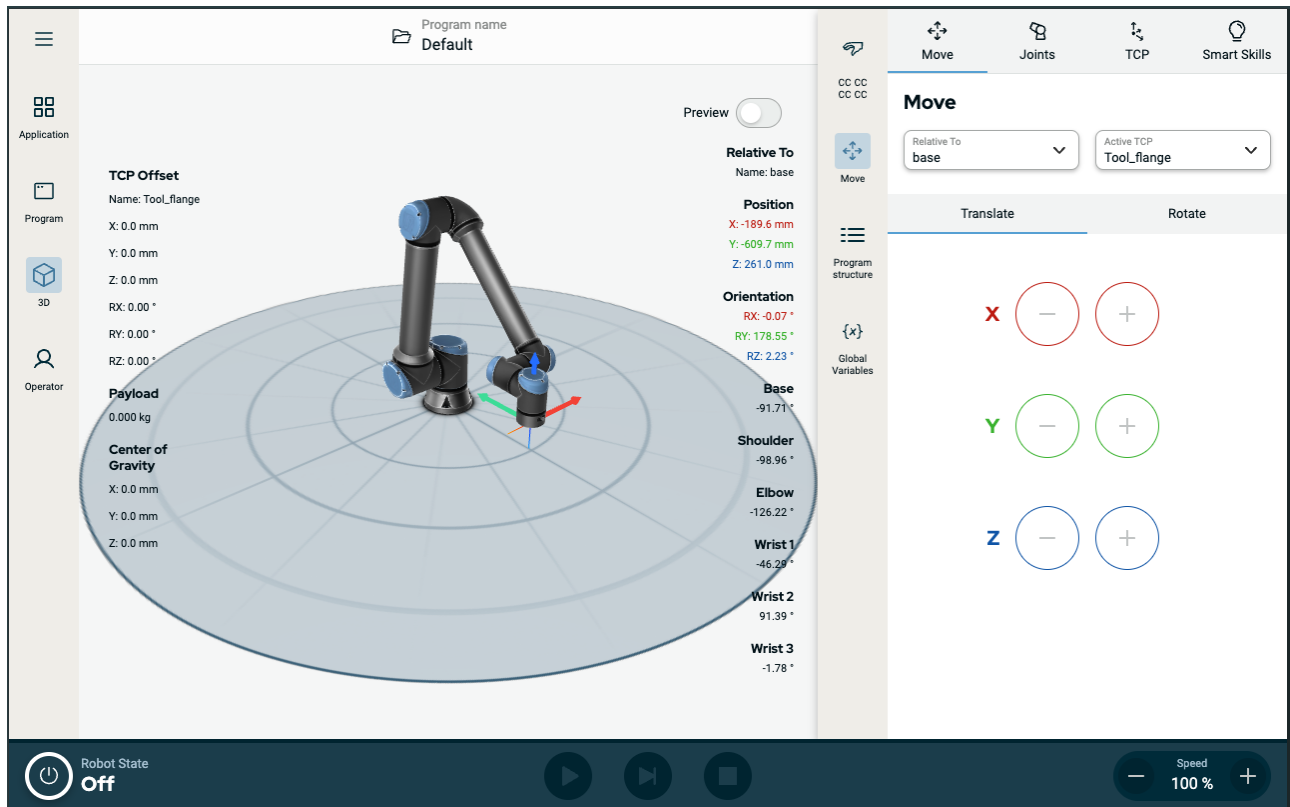 Program name
Default
Application
Program
3D
Operator
TCP Offset
Name: Tool_flange
X: 0.0 mm
Y: 0.0 mm
Z: 0.0 mm
RX: 0.00 °
RY: 0.00 °
RZ: 0.00 °
Payload
0.000 kg
Center of
Gravity
X: 0.0 mm
Y: 0.0 mm
Z: 0.0 mm
Preview
Relative To
Name: base
Position
X: -189.6 mm
Y: -609.7 mm
Z: 261.0 mm
Orientation
RX: -0.07 °
RY: 178.55 °
RZ: 2.23 °
Base
-91.71 °
Shoulder
-98.96 °
Elbow
-126.22 °
Wrist 1
-46.29 °
Wrist 2
91.39 °
Wrist 3
-1.78 °
CC CC
CC CC
Move
Program
structure
{x}
Global
Variables
Move
Joints
TCP
Smart Skills
Move
Relative To
base
Active TCP
Tool_flange
Translate
Rotate
X
Y
Z
Robot State
Off
Speed
100 %